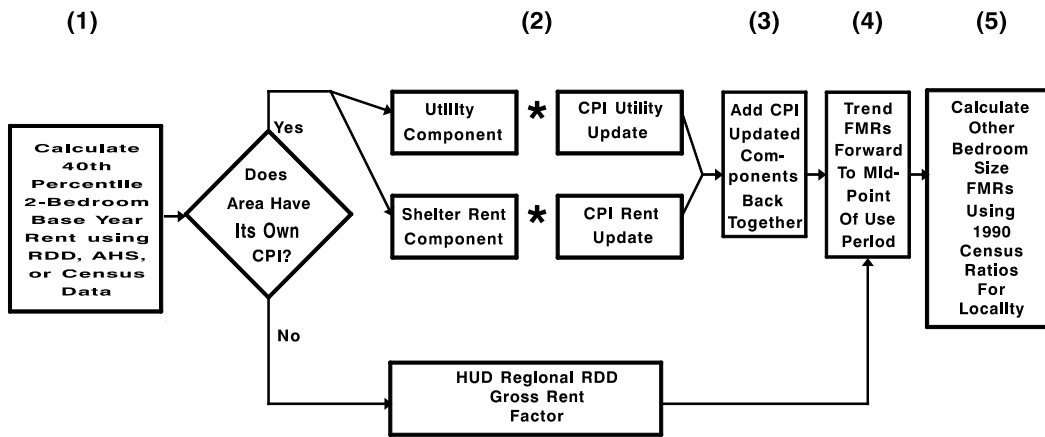 (1)
(2)
(3)
(4)
(5)
Calculate
40th
Percentile
2-Bedroom
Base Year
Rent using
RDD, AHS,
or Census
Data
Does
Area Have
Its Own
CPI?
Yes
No
Utility
Component
*
CPI Utility
Update
Shelter Rent
Component
*
CPI Rent
Update
HUD Regional RDD
Gross Rent
Factor
Add CPI
Updated
Com-
ponents
Back
Together
Trend
FMRs
Forward
To Mid-
Point
Of Use
Period
Calculate
Other
Bedroom
Size
FMRs
Using
1990
Census
Ratios
For
Locality